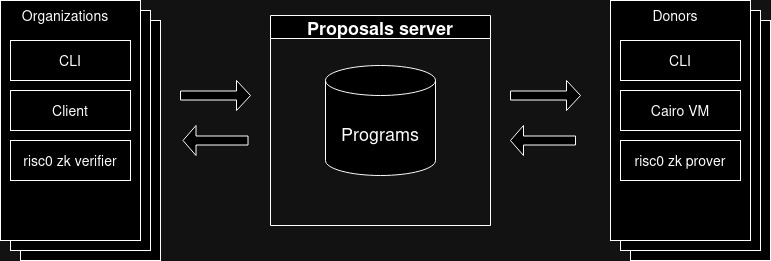 Organizations
CLI
Client
risc0 zk verifier
Proposals server
Programs
Donors
CLI
Cairo VM
risc0 zk prover